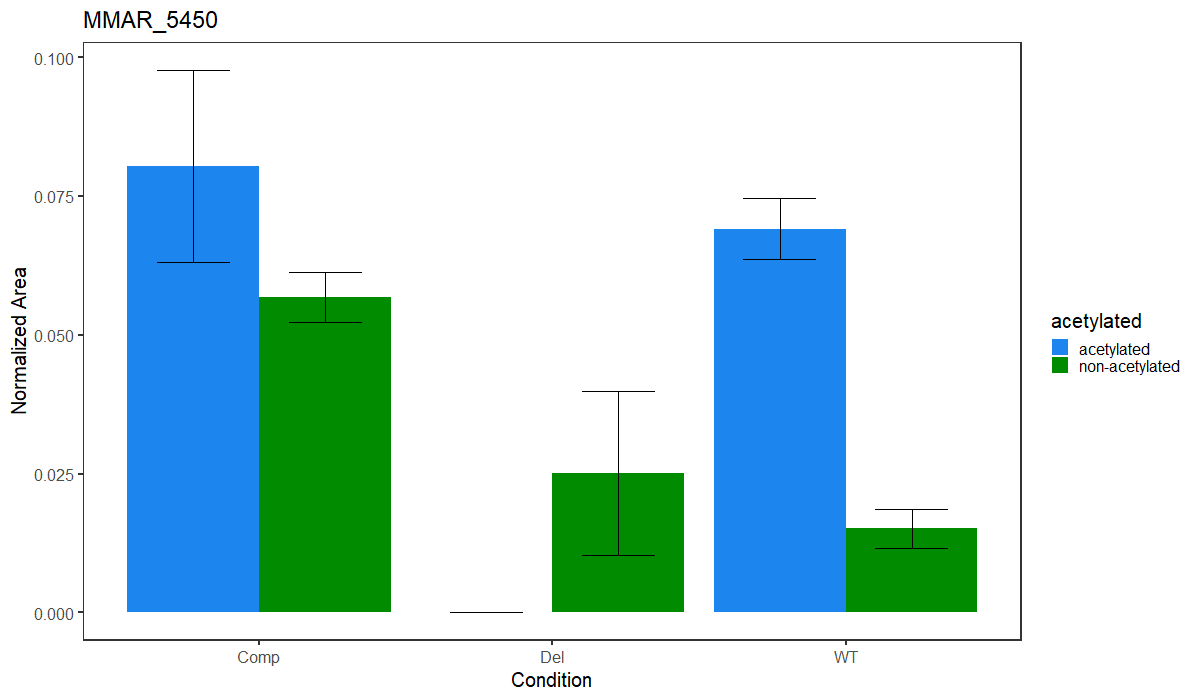 MMAR_5450
0.100
0.075
0.050
0.025
0.000
Normalized Area
Comp
Del
WT
Condition
acetylated
acetylated
non-acetylated